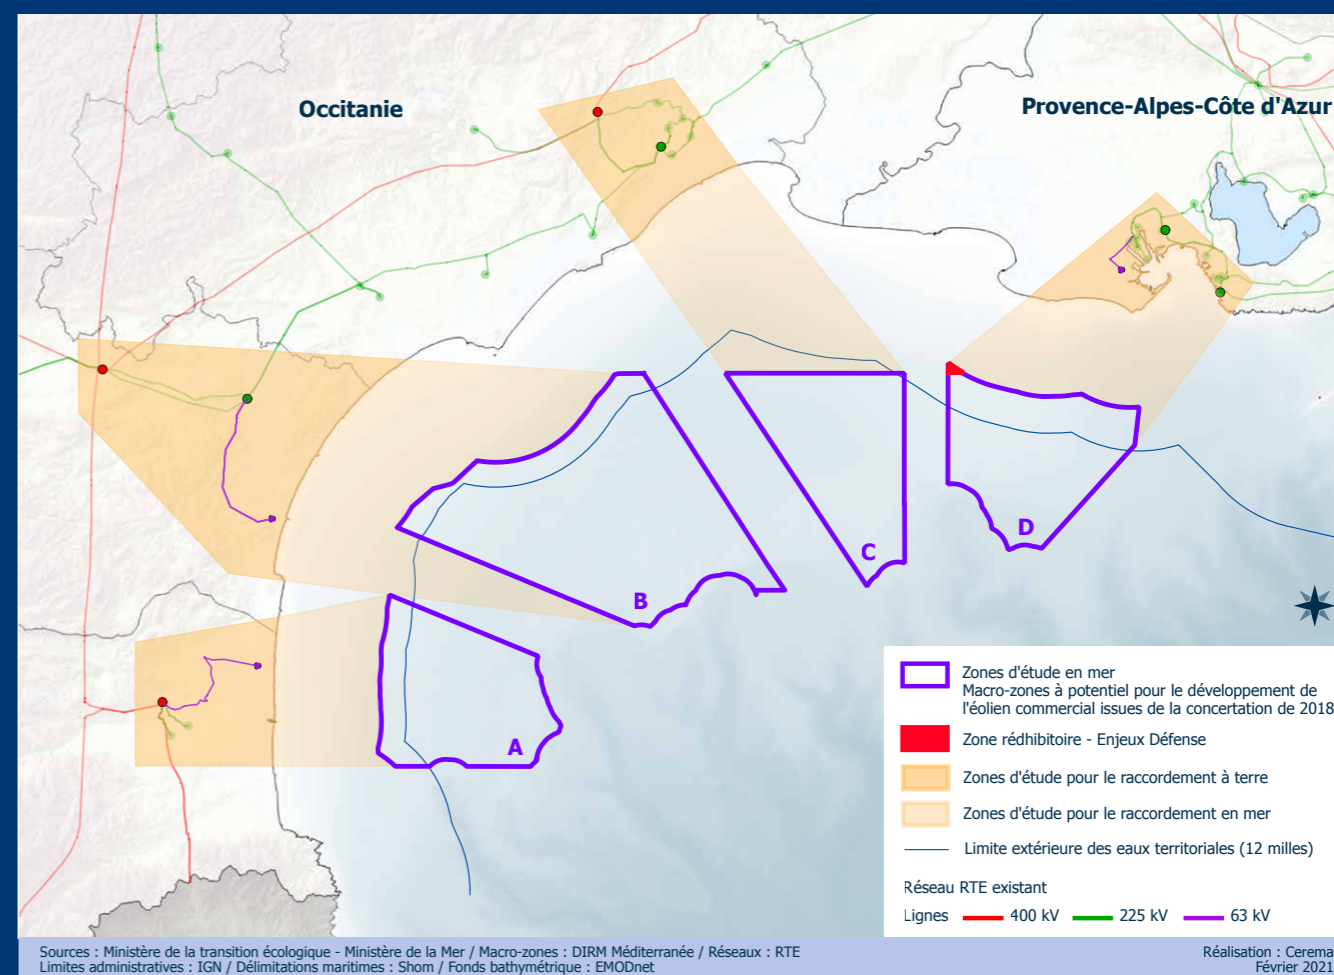 Occitanie
Provence-Alpes-Côte d'Azur
A
B
C
D
Zones d'étude en mer
Macro-zones à potentiel pour le développement de
l'éolien commercial issues de la concertation de 2018
Zone rédhibitoire - Enjeux Défense
Zones d'étude pour le raccordement à terre
Zones d'étude pour le raccordement en mer
Limite extérieure des eaux territoriales (12 milles)
Réseau RTE existant
Lignes 400 kV 225 kV 63 kV
Sources : Ministère de la transition écologique - Ministère de la Mer / Macro-zones : DIRM Méditerranée / Réseaux : RTE
Limites administratives : IGN / Délimitations maritimes : Shom / Fonds bathymétrique : EMODnet
Réalisation : Cerema
Février 2021